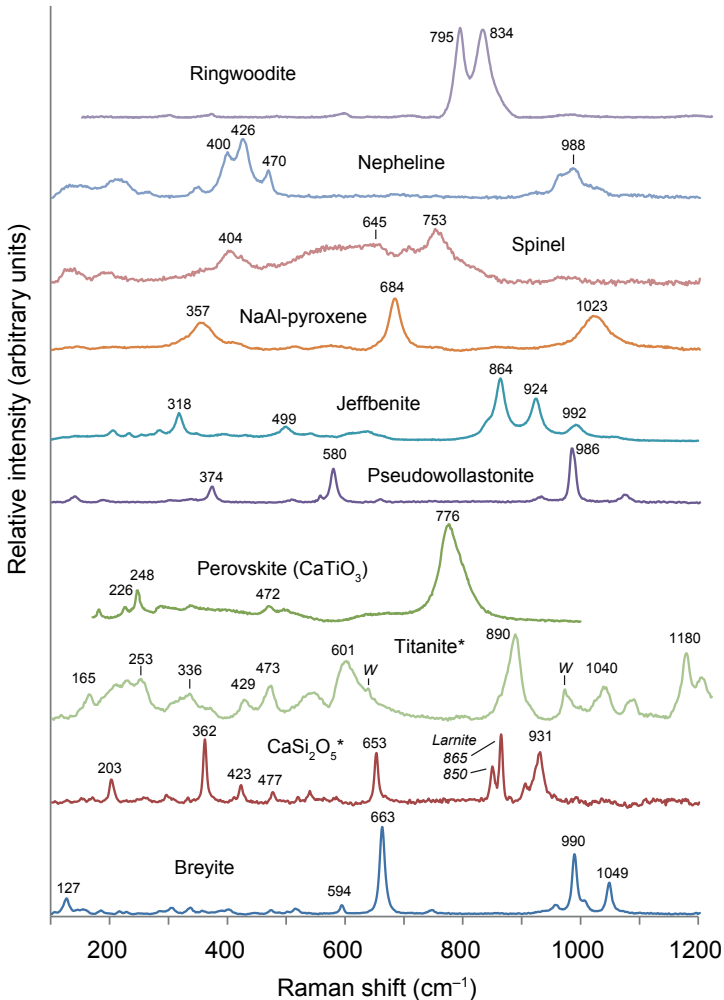 795 834
Ringwoodite
426
400
470
Nepheline
988
404
645
753
Spinel
357
NaAl-pyroxene
684
1023
318
499
Jeffbenite
864
924
992
374
580
Pseudowollastonite
986
776
Perovskite (CaTiO₃)
248
226
472
165
253
336
429
473
601
W
Titanite*
890
W
1040
1180
203
362
CaSi₂O₅*
423
477
653
Larnite
865
850
931
127
Breyite
594
663
990
1049
200 400 600 800 1000 1200
Raman shift (cm⁻¹)
Relative intensity (arbitrary units)